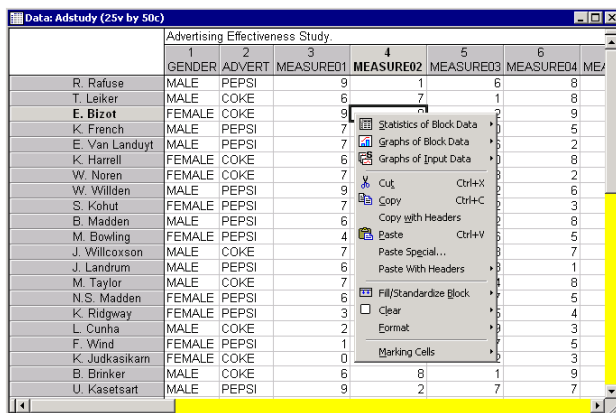 Data: Adstudy (25v by 50c)
Advertising Effectiveness Study.
1 2 3 4 5 6
GENDER ADVERT MEASURE01 MEASURE02 MEASURE03 MEASURE04
R. Rafuse MALE PEPSI 9 1 6 8
T. Leiker MALE COKE 6 7 1 8
E. Bizot FEMALE COKE 9 9
K. French MALE PEPSI 7 5
E. Van Landuyt MALE PEPSI 7 2
K. Harrell FEMALE COKE 6 8
W. Noren FEMALE COKE 7 2
W. Willden MALE PEPSI 9 6
S. Kohut FEMALE PEPSI 7 3
B. Madden MALE PEPSI 6 8
M. Bowling FEMALE PEPSI 4 5
J. Willcoxson MALE COKE 7 7
J. Landrum MALE PEPSI 6 1
M. Taylor MALE COKE 7 8
N.S. Madden FEMALE PEPSI 6 5
K. Ridgway FEMALE PEPSI 3 4
L. Cunha MALE COKE 2 3
F. Wind FEMALE PEPSI 1 5
K. Judkasikarn FEMALE COKE 0 3
B. Brinker MALE COKE 6 8 1 9
U. Kasetsart MALE PEPSI 9 2 7 7
Statistics of Block Data
Graphs of Block Data
Graphs of Input Data
Cut Ctrl+X
Copy Ctrl+C
Copy with Headers
Paste Ctrl+V
Paste Special...
Paste With Headers
Fill/Standardize Block
Clear
Format
Marking Cells